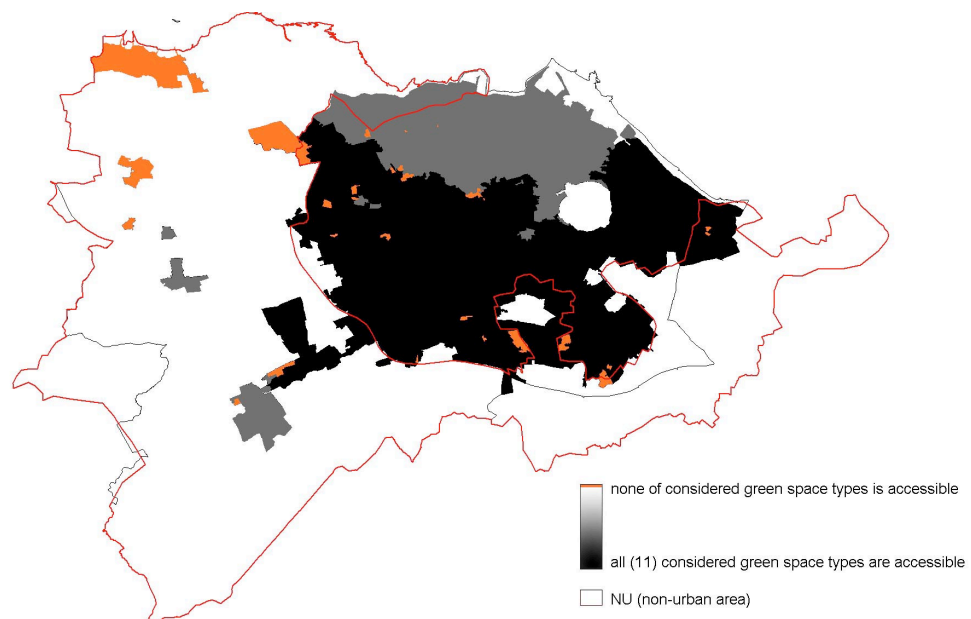 none of considered green space types is accessible
all (11) considered green space types are accessible
NU (non-urban area)